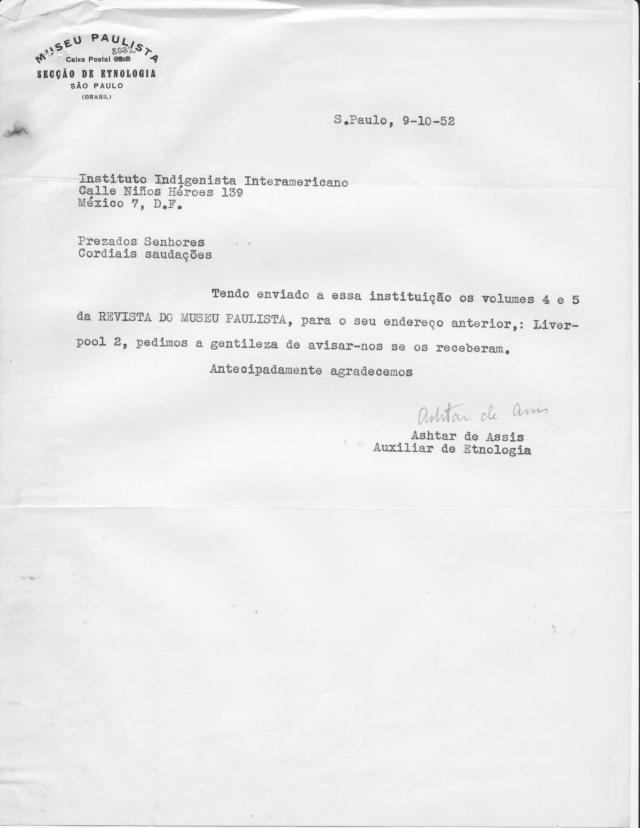 MUSEU PAULISTA
8032
Caixa Postal
SECÇÃO DE ETNOLOGIA
SÃO PAULO
(BRASIL)
S.Paulo, 9-10-52
Instituto Indigenista Interamericano
Calle Niños Héroes 139
México 7, D.F.
Prezados Senhores
Cordiais saudações
Tendo enviado a essa instituição os volumes 4 e 5
da REVISTA DO MUSEU PAULISTA, para o seu endereço anterior,: Liver-
pool 2, pedimos a gentileza de avisar-nos se os receberam.
Antecipadamente agradecemos
Ashtar de Assis
Ashtar de Assis
Auxiliar de Etnologia